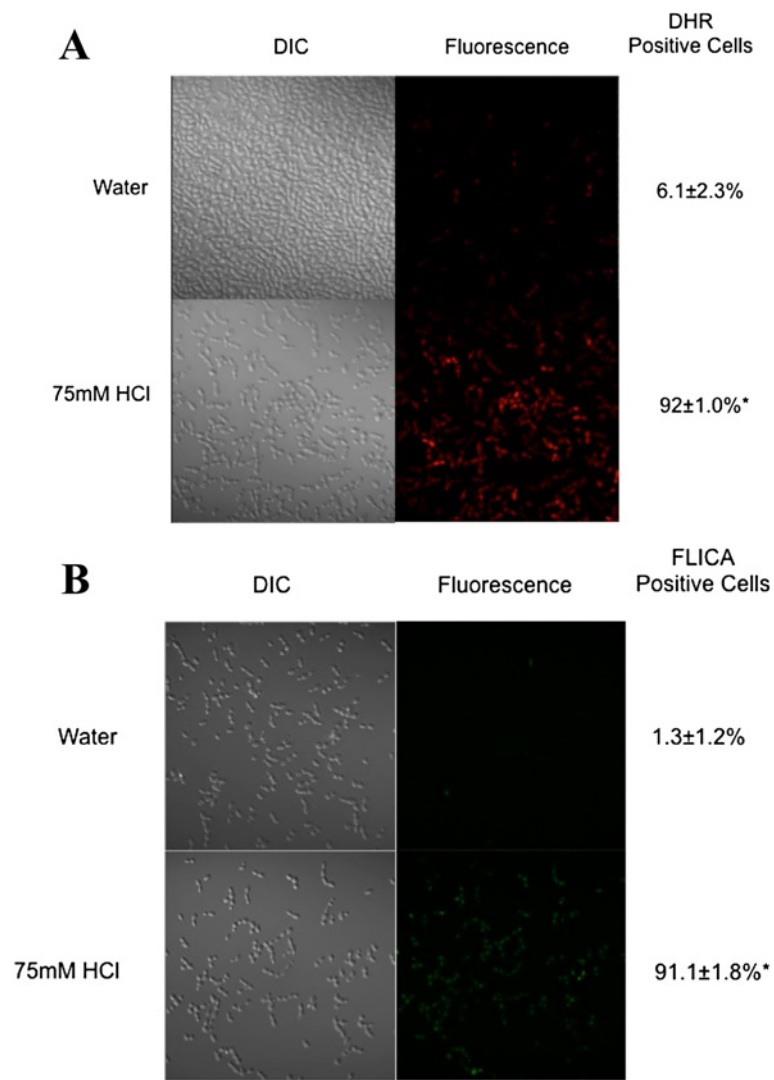 A
DIC
Fluorescence
DHR
Positive Cells
Water
6.1±2.3%
75mM HCl
92±1.0%*
B
DIC
Fluorescence
FLICA
Positive Cells
Water
1.3±1.2%
75mM HCl
91.1±1.8%*